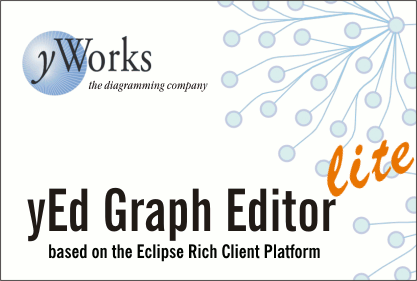 yWorks
the diagramming company
lite
yEd Graph Editor
based on the Eclipse Rich Client Platform